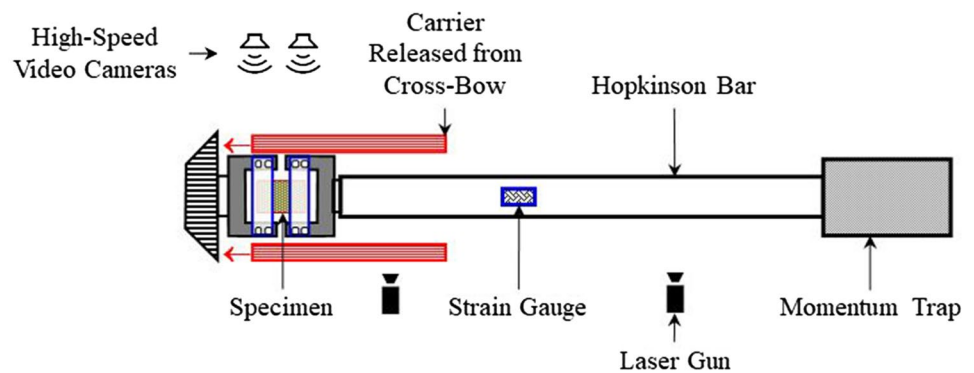 High-Speed
Video Cameras
Carrier
Released from
Cross-Bow
Hopkinson Bar
Specimen
Strain Gauge
Laser Gun
Momentum Trap